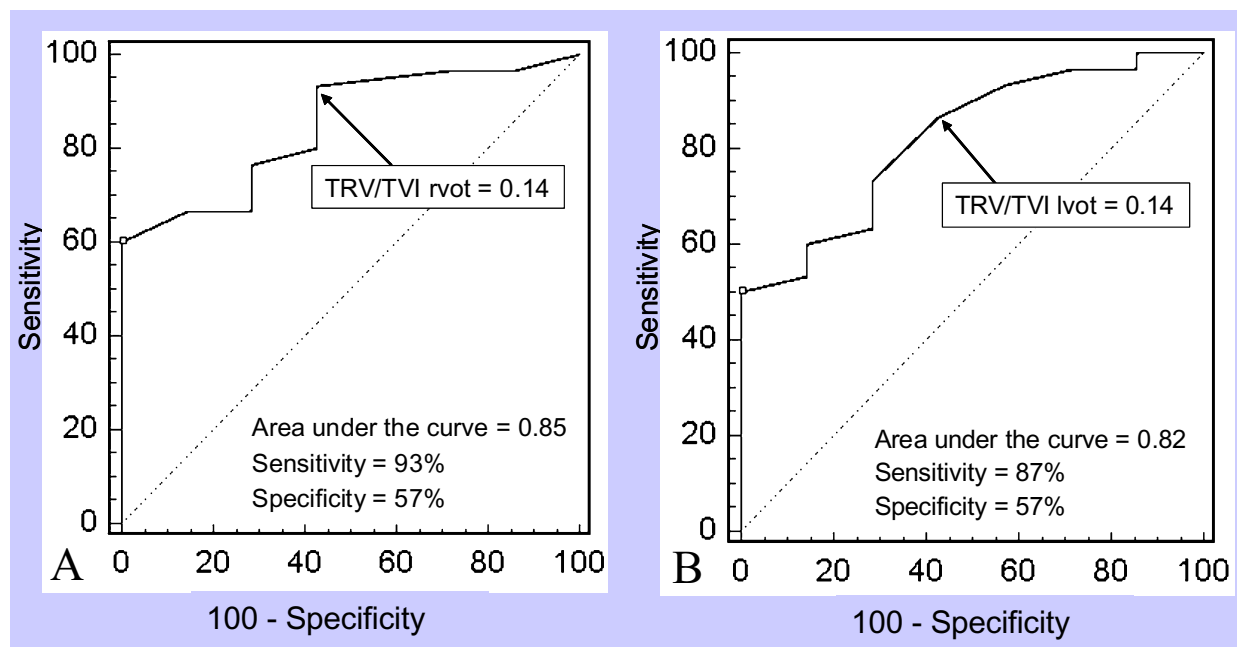 100
80
60
40
20
0
Sensitivity
TRV/TVI rvot = 0.14
Area under the curve = 0.85
Sensitivity = 93%
Specificity = 57%
A
0 20 40 60 80 100
100 - Specificity
100
80
60
40
20
0
Sensitivity
TRV/TVI lvot = 0.14
Area under the curve = 0.82
Sensitivity = 87%
Specificity = 57%
B
0 20 40 60 80 100
100 - Specificity